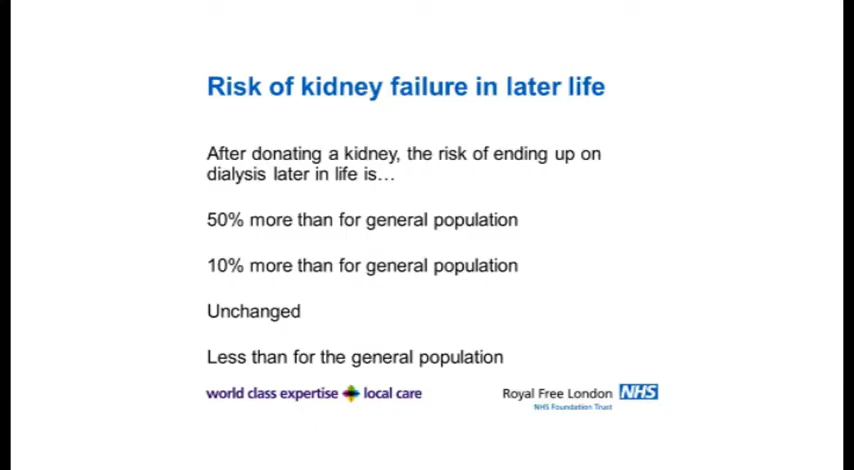 Risk of kidney failure in later life
After donating a kidney, the risk of ending up on
dialysis later in life is…
50% more than for general population
10% more than for general population
Unchanged
Less than for the general population
world class expertise local care
Royal Free London NHS
NHS Foundation Trust